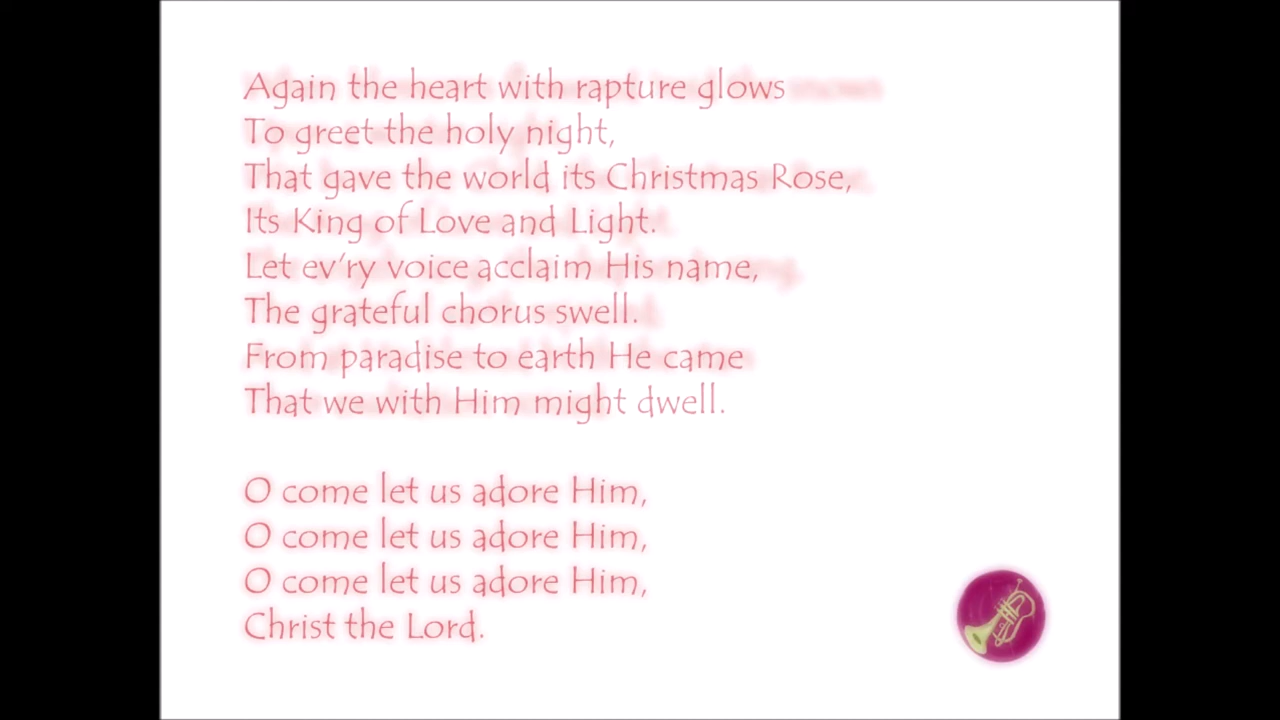 Again the heart with rapture glows
To greet the holy night,
That gave the world its Christmas Rose,
Its King of Love and Light.
Let ev'ry voice acclaim His name,
The grateful chorus swell.
From paradise to earth He came
That we with Him might dwell.
O come let us adore Him,
O come let us adore Him,
O come let us adore Him,
Christ the Lord.